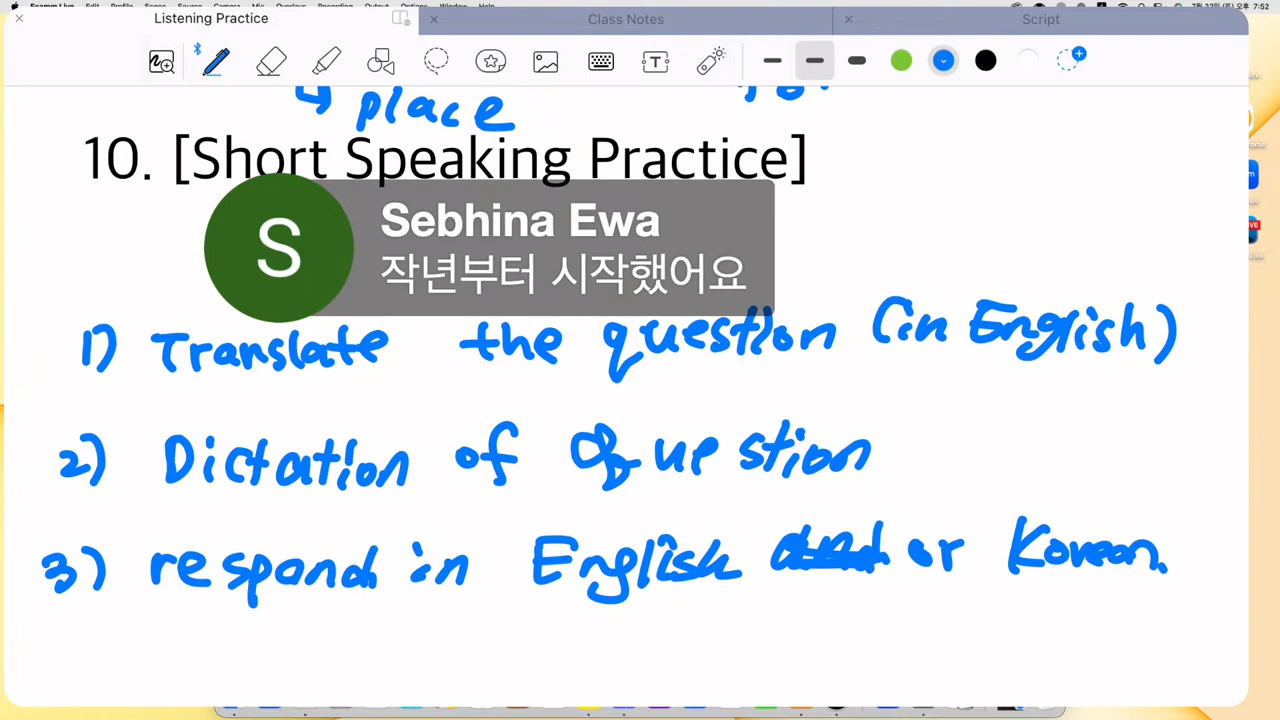 Listening Practice
Class Notes
Script
place
10. [Short Speaking Practice]
S
Sebhina Ewa
작년부터 시작했어요
1) Translate the question (in English)
2) Dictation of Question
3) respond in English or Korean.